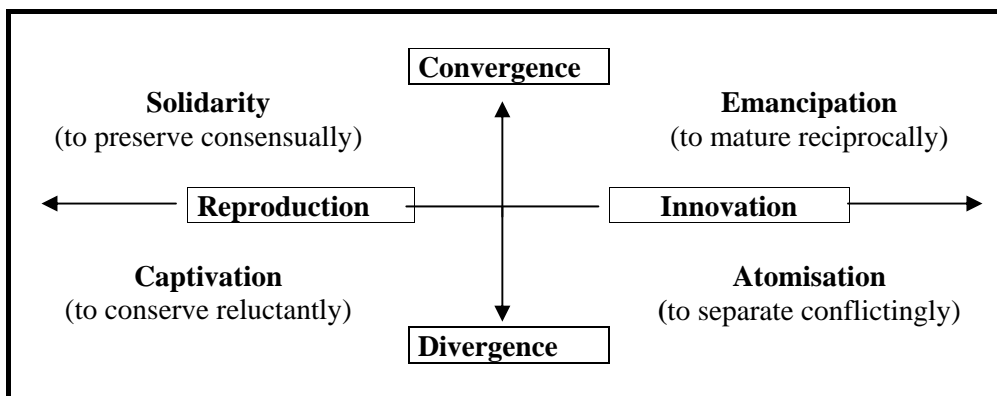 Convergence
Solidarity
(to preserve consensually)
Emancipation
(to mature reciprocally)
Reproduction
Innovation
Captivation
(to conserve reluctantly)
Atomisation
(to separate conflictingly)
Divergence